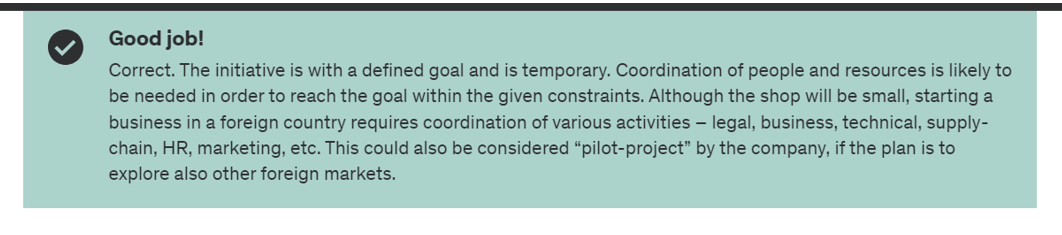 Good job!
Correct. The initiative is with a defined goal and is temporary. Coordination of people and resources is likely to
be needed in order to reach the goal within the given constraints. Although the shop will be small, starting a
business in a foreign country requires coordination of various activities – legal, business, technical, supply-
chain, HR, marketing, etc. This could also be considered “pilot-project” by the company, if the plan is to
explore also other foreign markets.